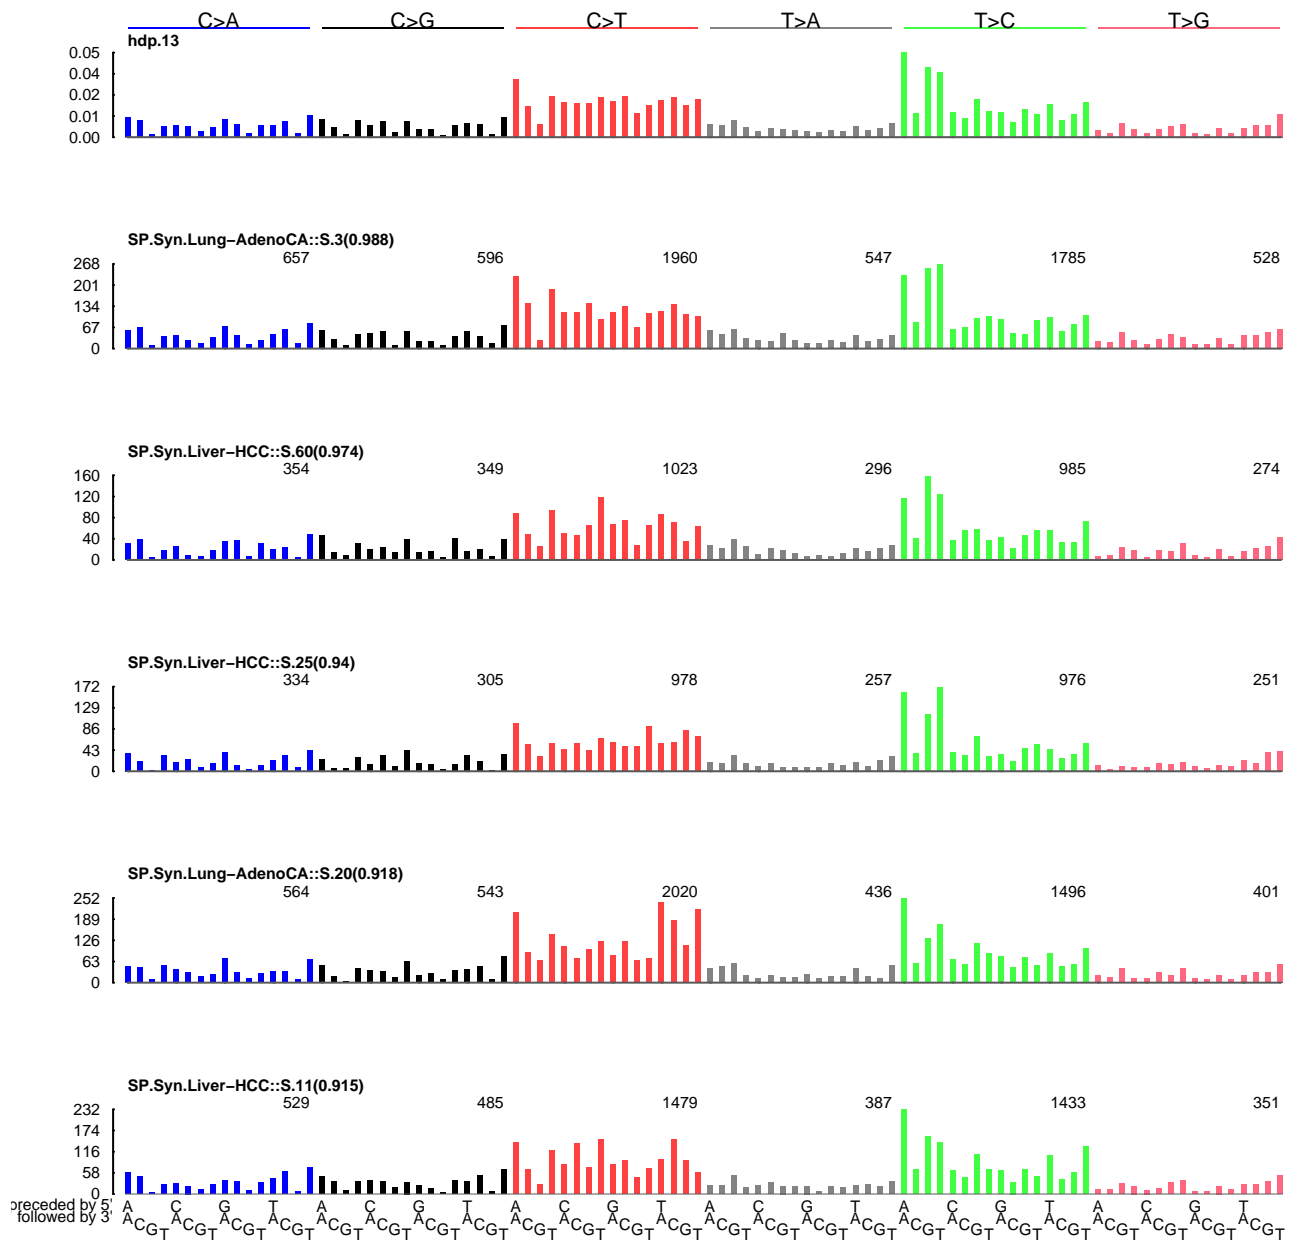 C>A C>G C>T T>A T>C T>G
hdp.13
0.05
0.04
0.02
0.01
0.00
SP.Syn.Lung−AdenoCA::S.3(0.988)
657 596 1960 547 1785 528
268
201
134
67
0
SP.Syn.Liver−HCC::S.60(0.974)
354 349 1023 296 985 274
160
120
80
40
0
SP.Syn.Liver−HCC::S.25(0.94)
334 305 978 257 976 251
172
129
86
43
0
SP.Syn.Lung−AdenoCA::S.20(0.918)
564 543 2020 436 1496 401
252
189
126
63
0
SP.Syn.Liver−HCC::S.11(0.915)
529 485 1479 387 1433 351
232
174
116
58
0
preceded by 5' A C G T A C G T A C G T A C G T A C G T A C G T
followed by 3' A C G T A C G T A C G T A C G T A C G T A C G T A C G T A C G T A C G T A C G T A C G T A C G T A C G T A C G T A C G T A C G T A C G T A C G T A C G T A C G T A C G T A C G T A C G T A C G T